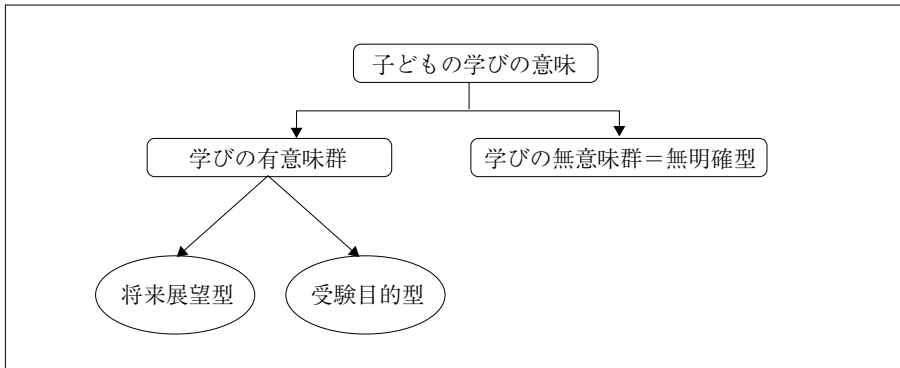 子どもの学びの意味
学びの有意味群
学びの無意味群＝無明確型
将来展望型
受験目的型